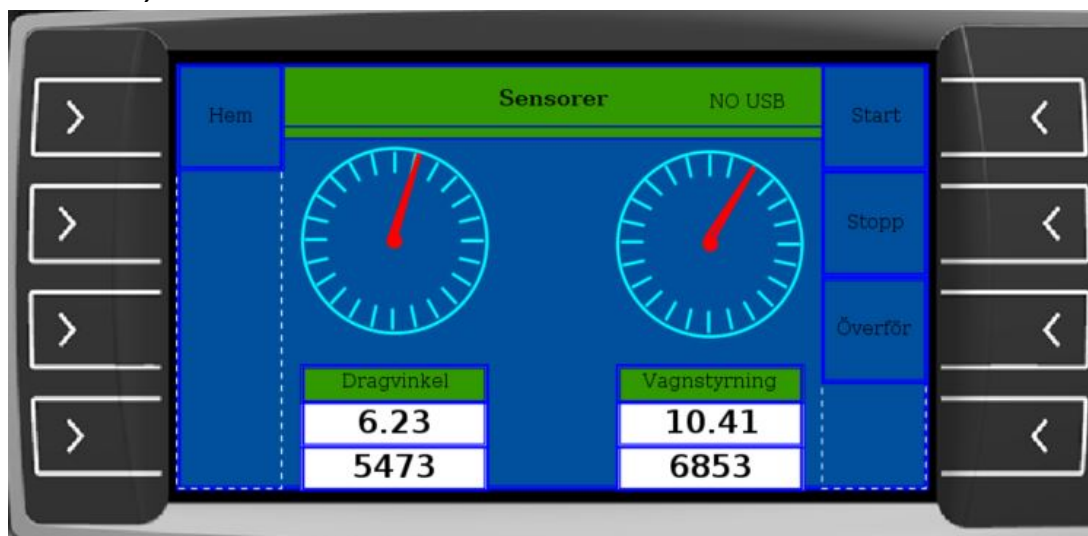 Hem
Sensorer
NO USB
Start
Stopp
Överför
Dragvinkel
6.23
5473
Vagnstyrning
10.41
6853